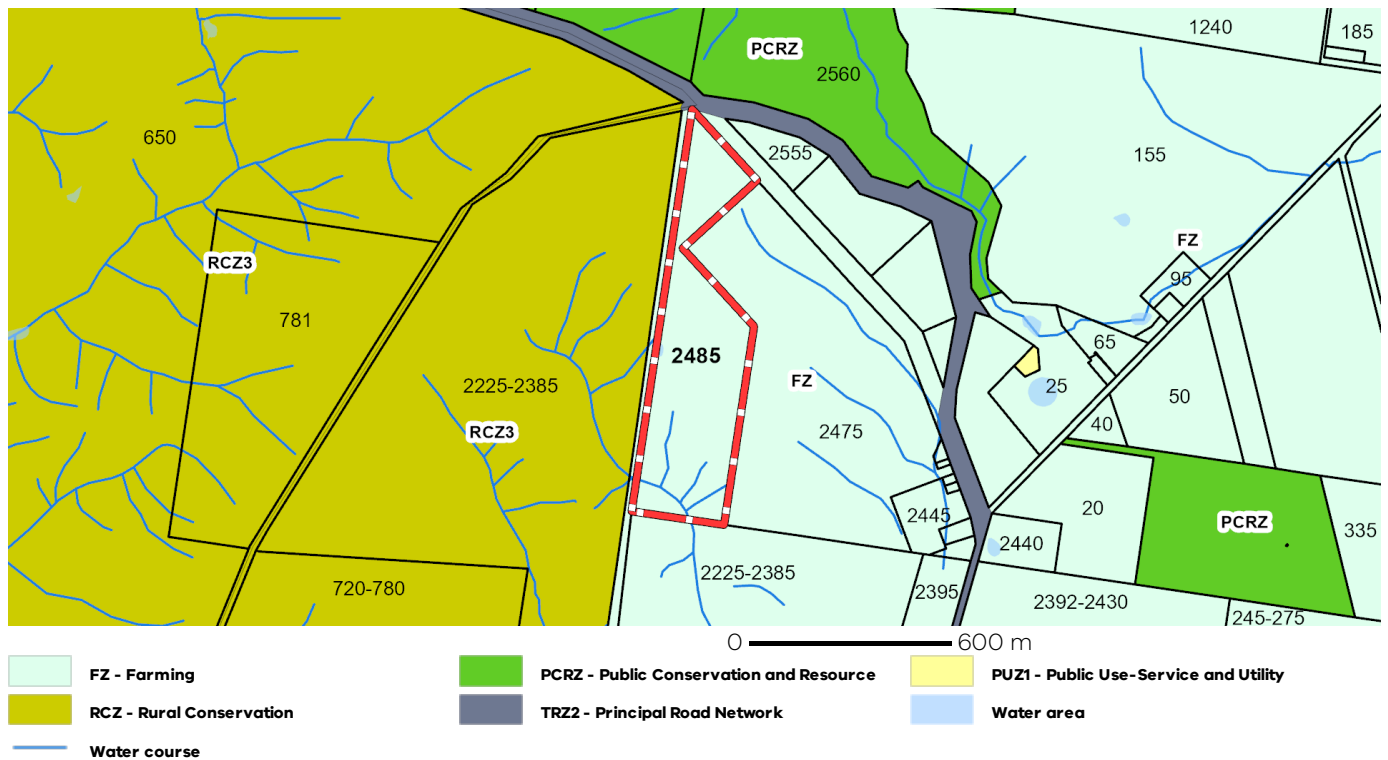 1240
185
PCRZ
2560
650
2555
155
RCZ3
FZ
95
781
65
2485
2225-2385
FZ
25
50
RCZ3
2475
40
2445
20
PCRZ
335
2440
2225-2385
720-780
2395
2392-2430
245-275
0 600 m
FZ - Farming
PCRZ - Public Conservation and Resource
PUZ1 - Public Use-Service and Utility
RCZ - Rural Conservation
TRZ2 - Principal Road Network
Water area
Water course